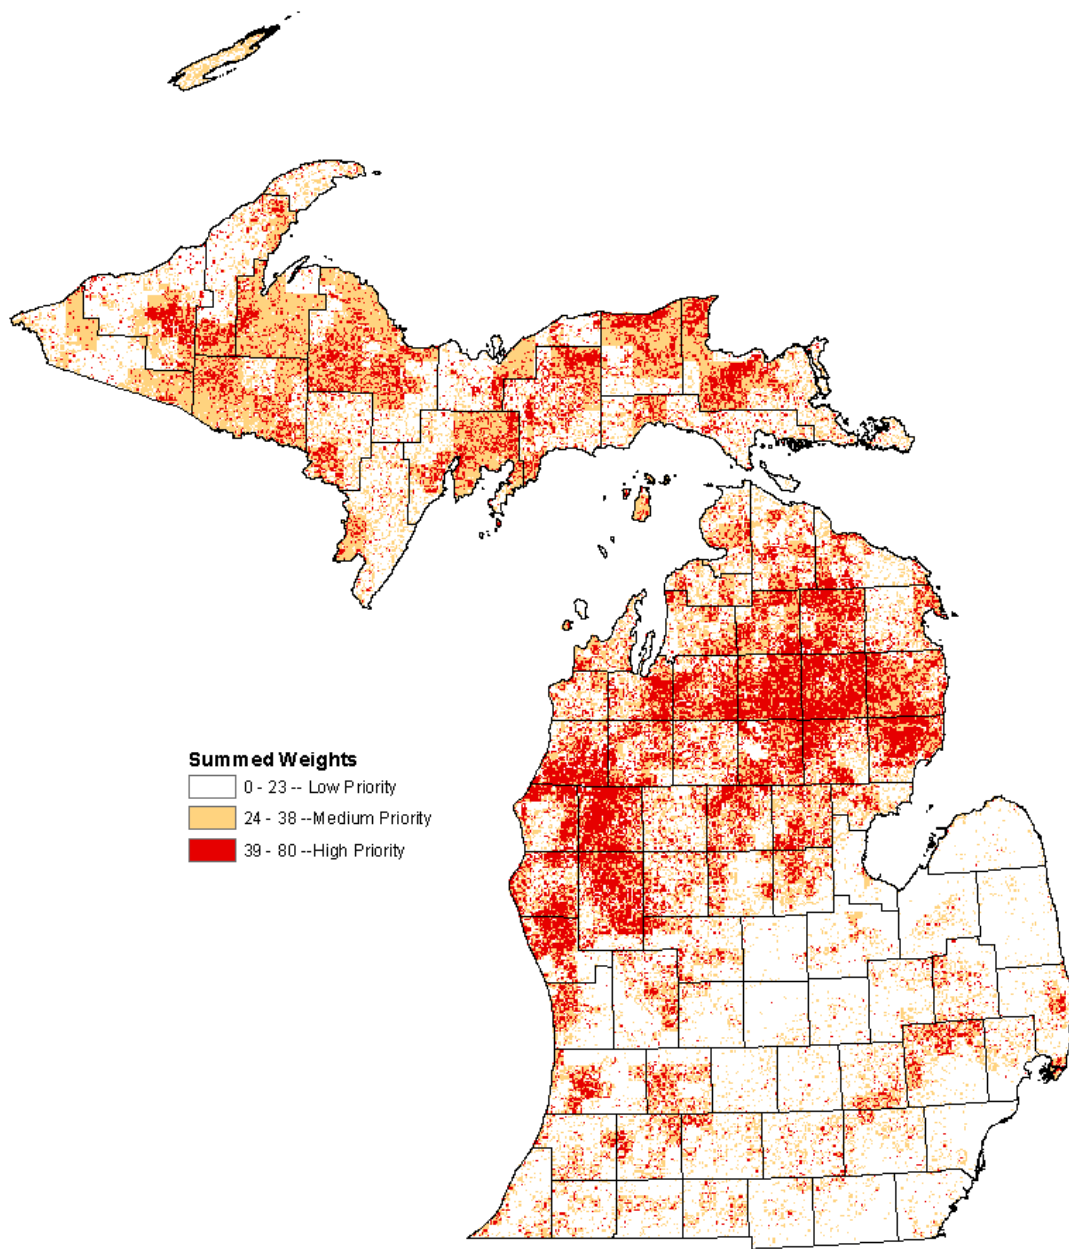 Summed Weights
0 - 23 -- Low Priority
24 - 38 --Medium Priority
39 - 80 --High Priority